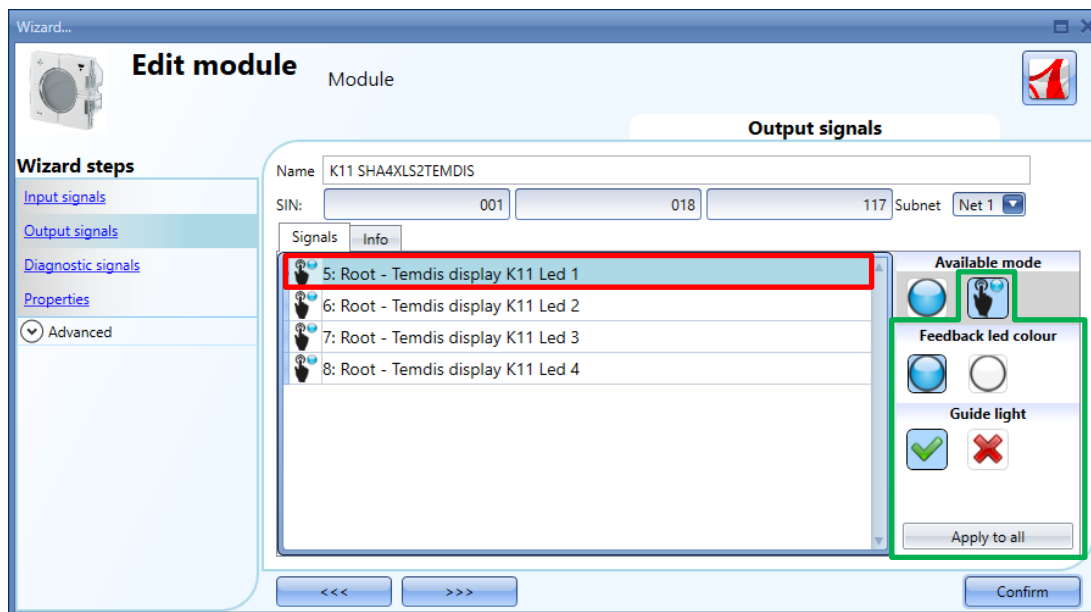 Wizard...
Edit module
Module
Output signals
Wizard steps
Input signals
Output signals
Diagnostic signals
Properties
Advanced
Name K11 SHA4XLS2TEMDIS
SIN: 001 018 117 Subnet Net 1
Signals Info
5: Root - Temdis display K11 Led 1
6: Root - Temdis display K11 Led 2
7: Root - Temdis display K11 Led 3
8: Root - Temdis display K11 Led 4
Available mode
Feedback led colour
Guide light
Apply to all
<<< >>> Confirm